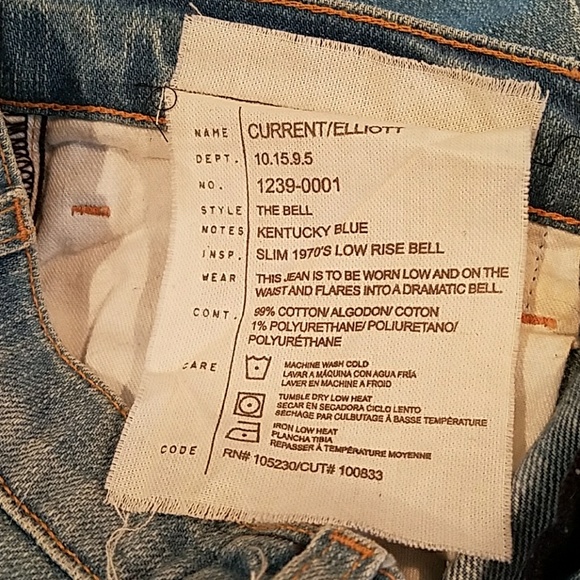 NAME CURRENT/ELLIOTT
DEPT. 10.15.9.5
NO. 1239-0001
STYLE THE BELL
NOTES KENTUCKY BLUE
INSP. SLIM 1970'S LOW RISE BELL
WEAR THIS JEAN IS TO BE WORN LOW AND ON THE
WAIST AND FLARES INTO A DRAMATIC BELL.
CONT. 99% COTTON/ALGODON/ COTON
1% POLYURETHANE/ POLIURETANO/
POLYURÉTHANE
CARE MACHINE WASH COLD
LAVAR A MÁQUINA CON AGUA FRÍA
LAVER EN MACHINE A FROID
TUMBLE DRY LOW HEAT
SECAR EN SECADORA CICLO LENTO
SÉCHAGE PAR CULBUTAGE À BASSE TEMPÉRATURE
IRON LOW HEAT
PLANCHA TIBIA
REPASSER À TEMPÉRATURE MOYENNE
CODE RN# 105230/CUT# 100833